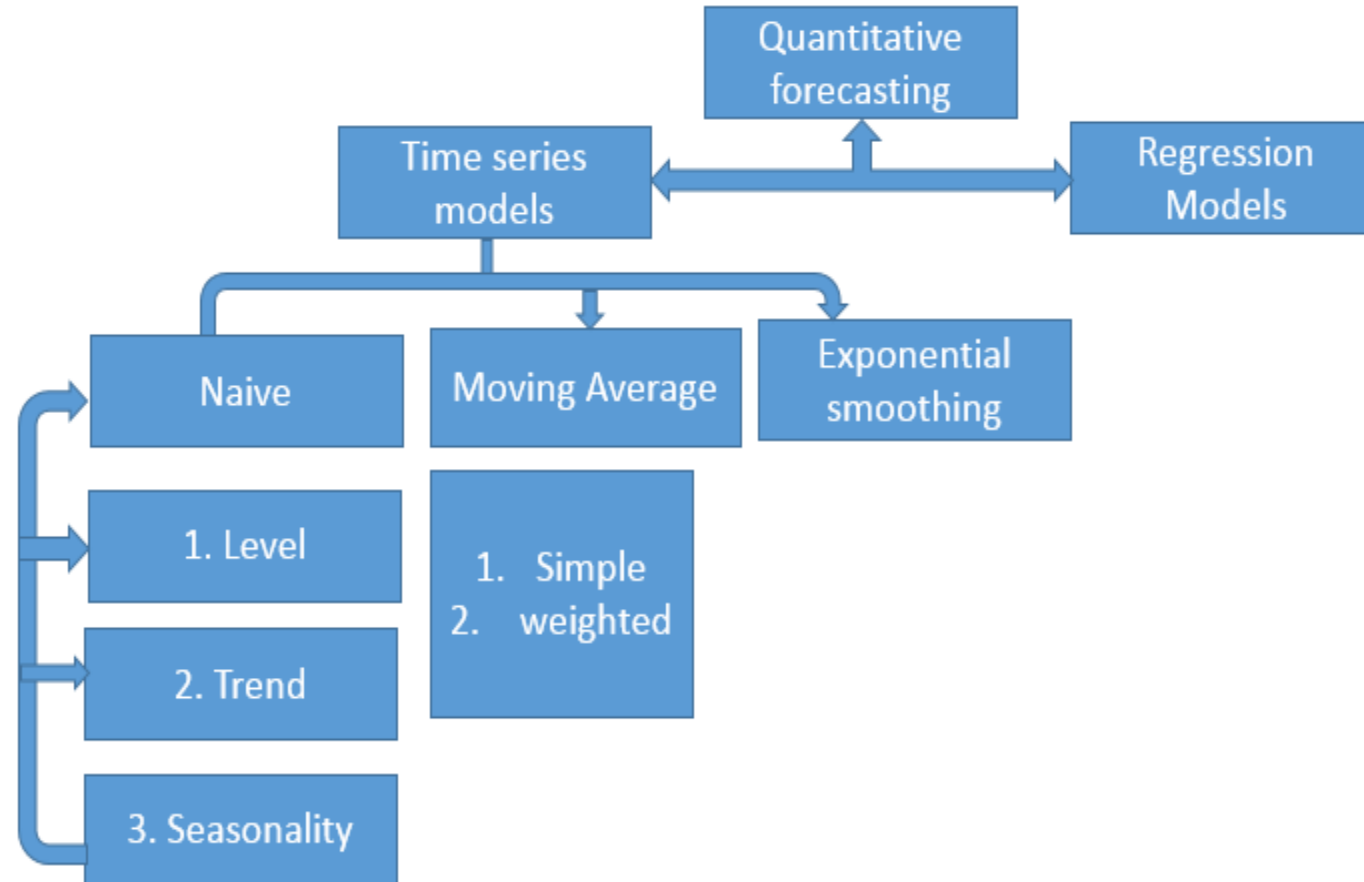 Quantitative
forecasting
Time series
models
Regression
Models
Naive
Moving Average
Exponential
smoothing
1. Level
2. Trend
3. Seasonality
1. Simple
2. weighted